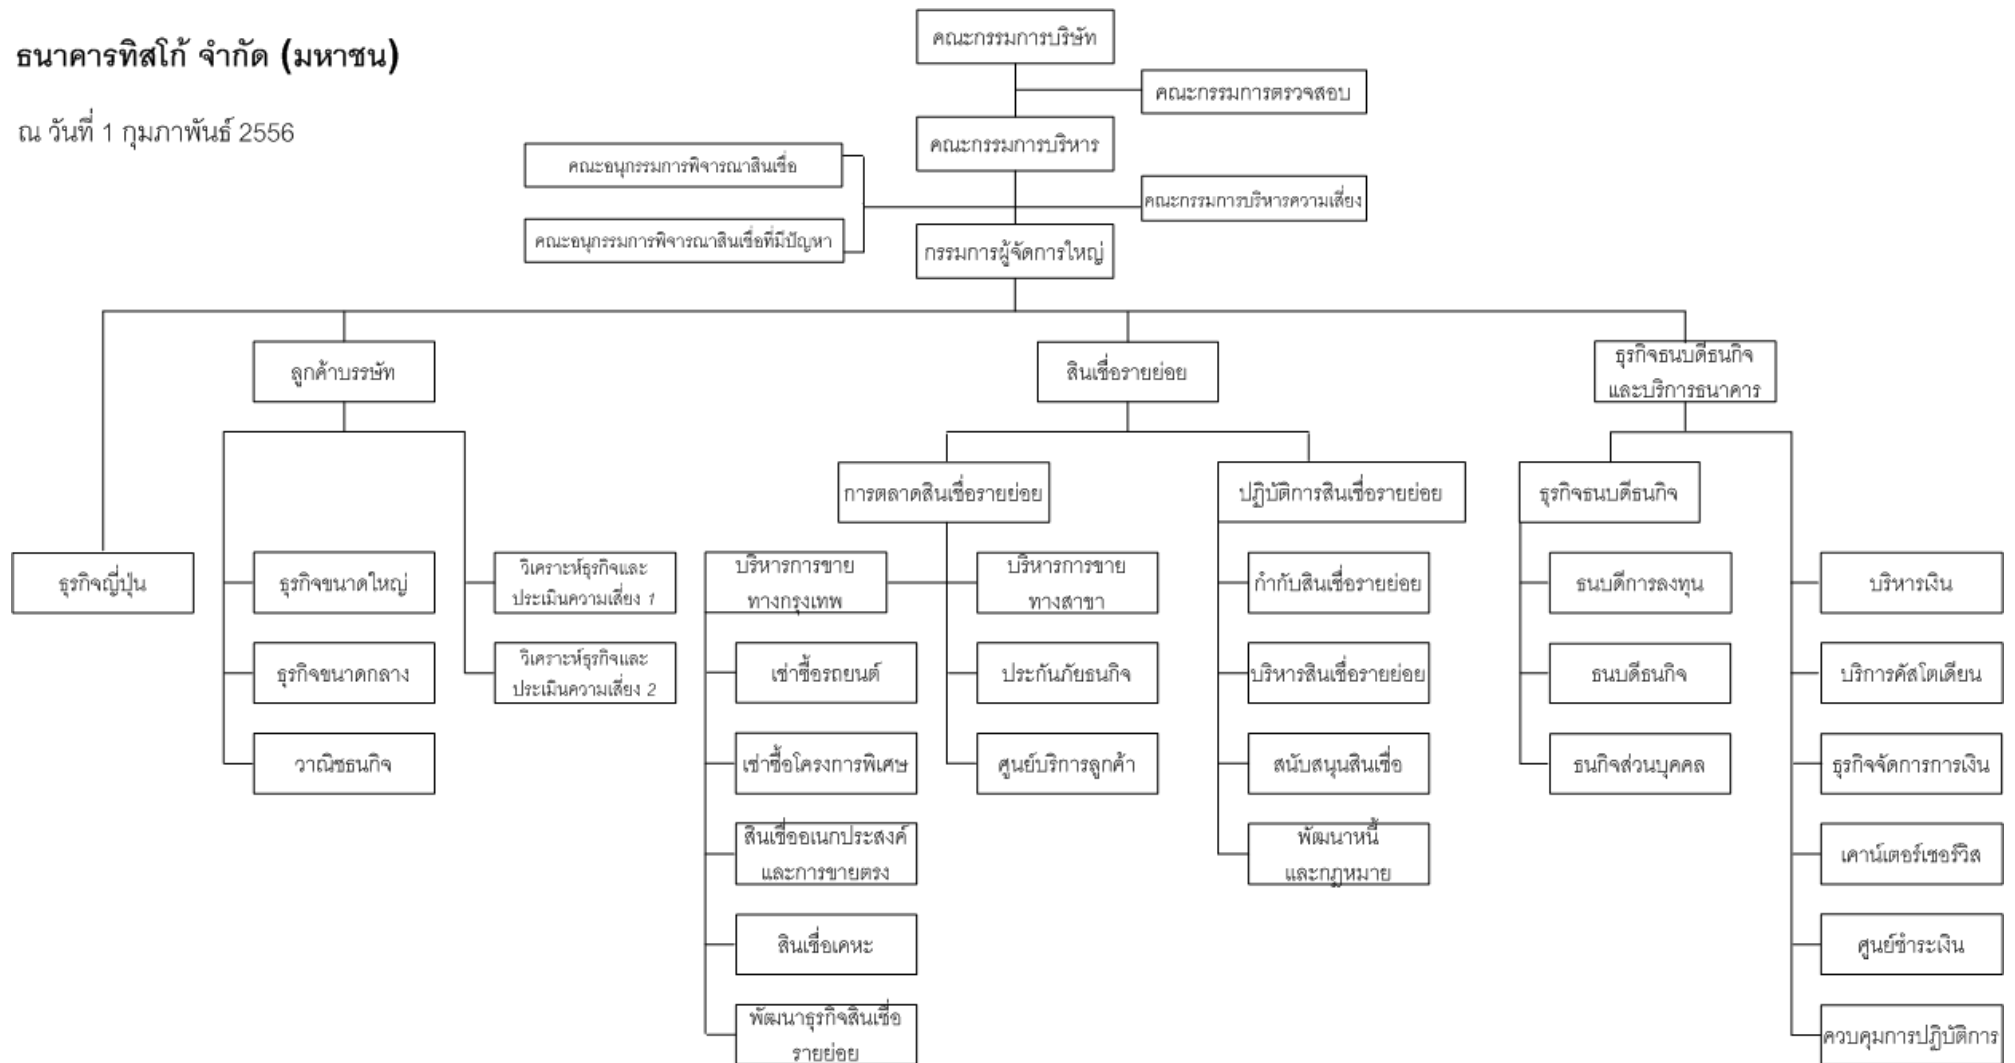 ธนาคารทิสโก้ จำกัด (มหาชน)
ณ วันที่ 1 กุมภาพันธ์ 2556
คณะกรรมการบริษัท
คณะกรรมการตรวจสอบ
คณะกรรมการบริหาร
คณะอนุกรรมการพิจารณาสินเชื่อ
คณะกรรมการบริหารความเสี่ยง
คณะอนุกรรมการพิจารณาสินเชื่อที่มีปัญหา
กรรมการผู้จัดการใหญ่
ลูกค้าบรรษัท
สินเชื่อรายย่อย
ธุรกิจธนบดีธนกิจ
และบริการธนาคาร
การตลาดสินเชื่อรายย่อย
ปฏิบัติการสินเชื่อรายย่อย
ธุรกิจธนบดีธนกิจ
ธุรกิจญี่ปุ่น
ธุรกิจขนาดใหญ่
วิเคราะห์ธุรกิจและ
ประเมินความเสี่ยง 1
บริหารการขาย
ทางกรุงเทพ
บริหารการขาย
ทางสาขา
กำกับสินเชื่อรายย่อย
ธนบดีการลงทุน
บริหารเงิน
ธุรกิจขนาดกลาง
วิเคราะห์ธุรกิจและ
ประเมินความเสี่ยง 2
เช่าซื้อรถยนต์
ประกันภัยธนกิจ
บริหารสินเชื่อรายย่อย
ธนบดีธนกิจ
บริการคัสโตเดียน
วาณิชธนกิจ
เช่าซื้อโครงการพิเศษ
ศูนย์บริการลูกค้า
สนับสนุนสินเชื่อ
ธนกิจส่วนบุคคล
ธุรกิจจัดการการเงิน
สินเชื่ออเนกประสงค์
และการขายตรง
พัฒนาหนี้
และกฎหมาย
เคาน์เตอร์เซอร์วิส
สินเชื่อเคหะ
ศูนย์ชำระเงิน
พัฒนาธุรกิจสินเชื่อ
รายย่อย
ควบคุมการปฏิบัติการ